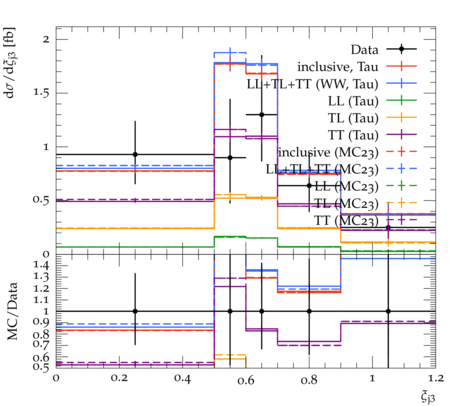 dσ/dξj3 [fb]
2
1.5
1
0.5
0
Data
inclusive, Tau
LL+TL+TT (WW, Tau)
LL (Tau)
TL (Tau)
TT (Tau)
inclusive (MC23)
LL+TL+TT (MC23)
LL (MC23)
TL (MC23)
TT (MC23)
MC/Data
1.4
1.3
1.2
1.1
1
0.9
0.8
0.7
0.6
0.5
0 0.2 0.4 0.6 0.8 1 1.2
ξj3